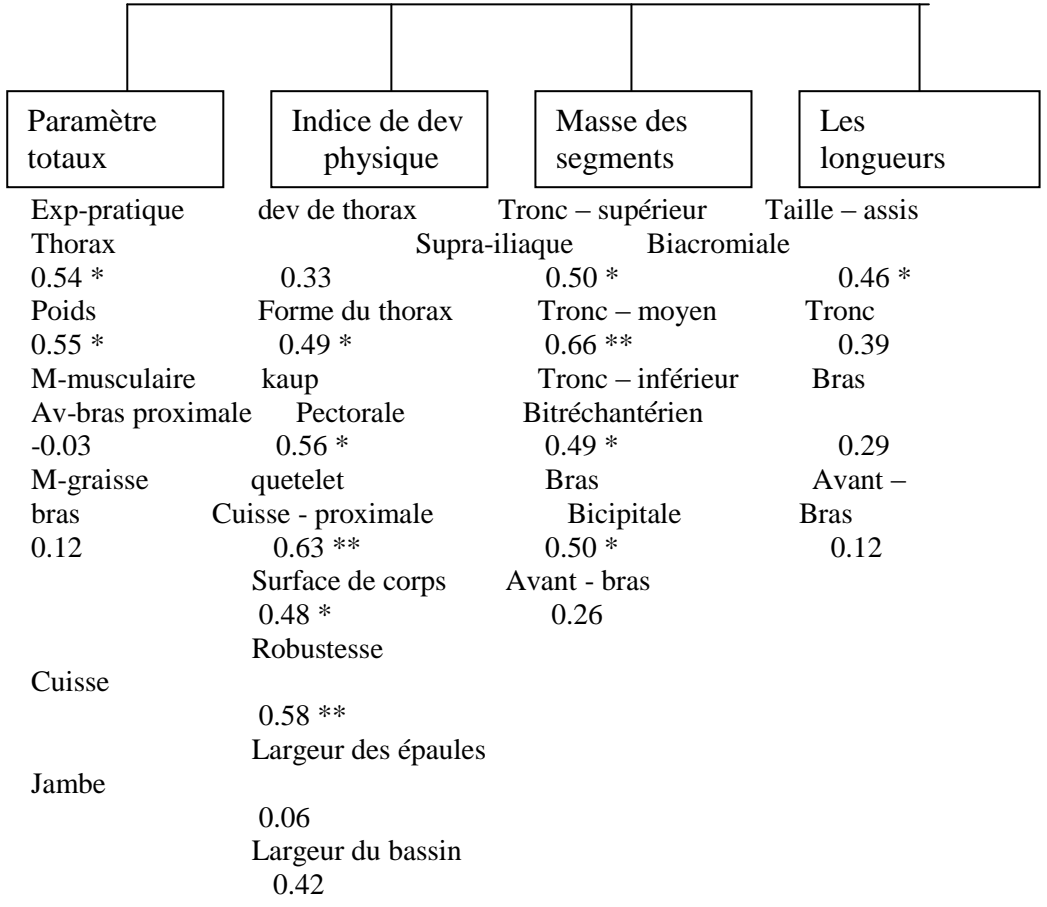 Paramètre totaux
Indice de dev physique
Masse des segments
Les longueurs
Exp-pratique dev de thorax Tronc – supérieur Taille – assis
Thorax Supra-iliaque Biacromiale
0.54 * 0.33 0.50 * 0.46 *
Poids Forme du thorax Tronc – moyen Tronc
0.55 * 0.49 * 0.66 ** 0.39
M-musculaire kaup Tronc – inférieur Bras
Av-bras proximale Pectorale Bitréchantérien
-0.03 0.56 * 0.49 * 0.29
M-graisse quetelet Bras Avant –
bras Cuisse - proximale Bicipitale Bras
0.12 0.63 ** 0.50 * 0.12
Surface de corps Avant - bras
0.48 * 0.26
Robustesse
Cuisse
0.58 **
Largeur des épaules
Jambe
0.06
Largeur du bassin
0.42